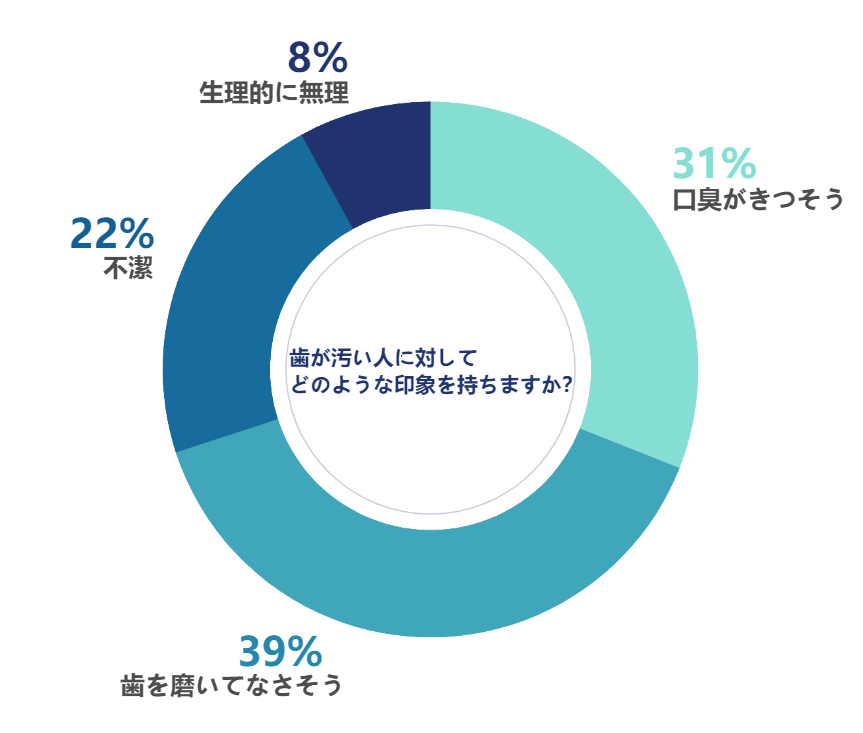 8%
生理的に無理
31%
口臭がきつそう
22%
不潔
歯が汚い人に対して
どのような印象を持ちますか?
39%
歯を磨いてなさそう